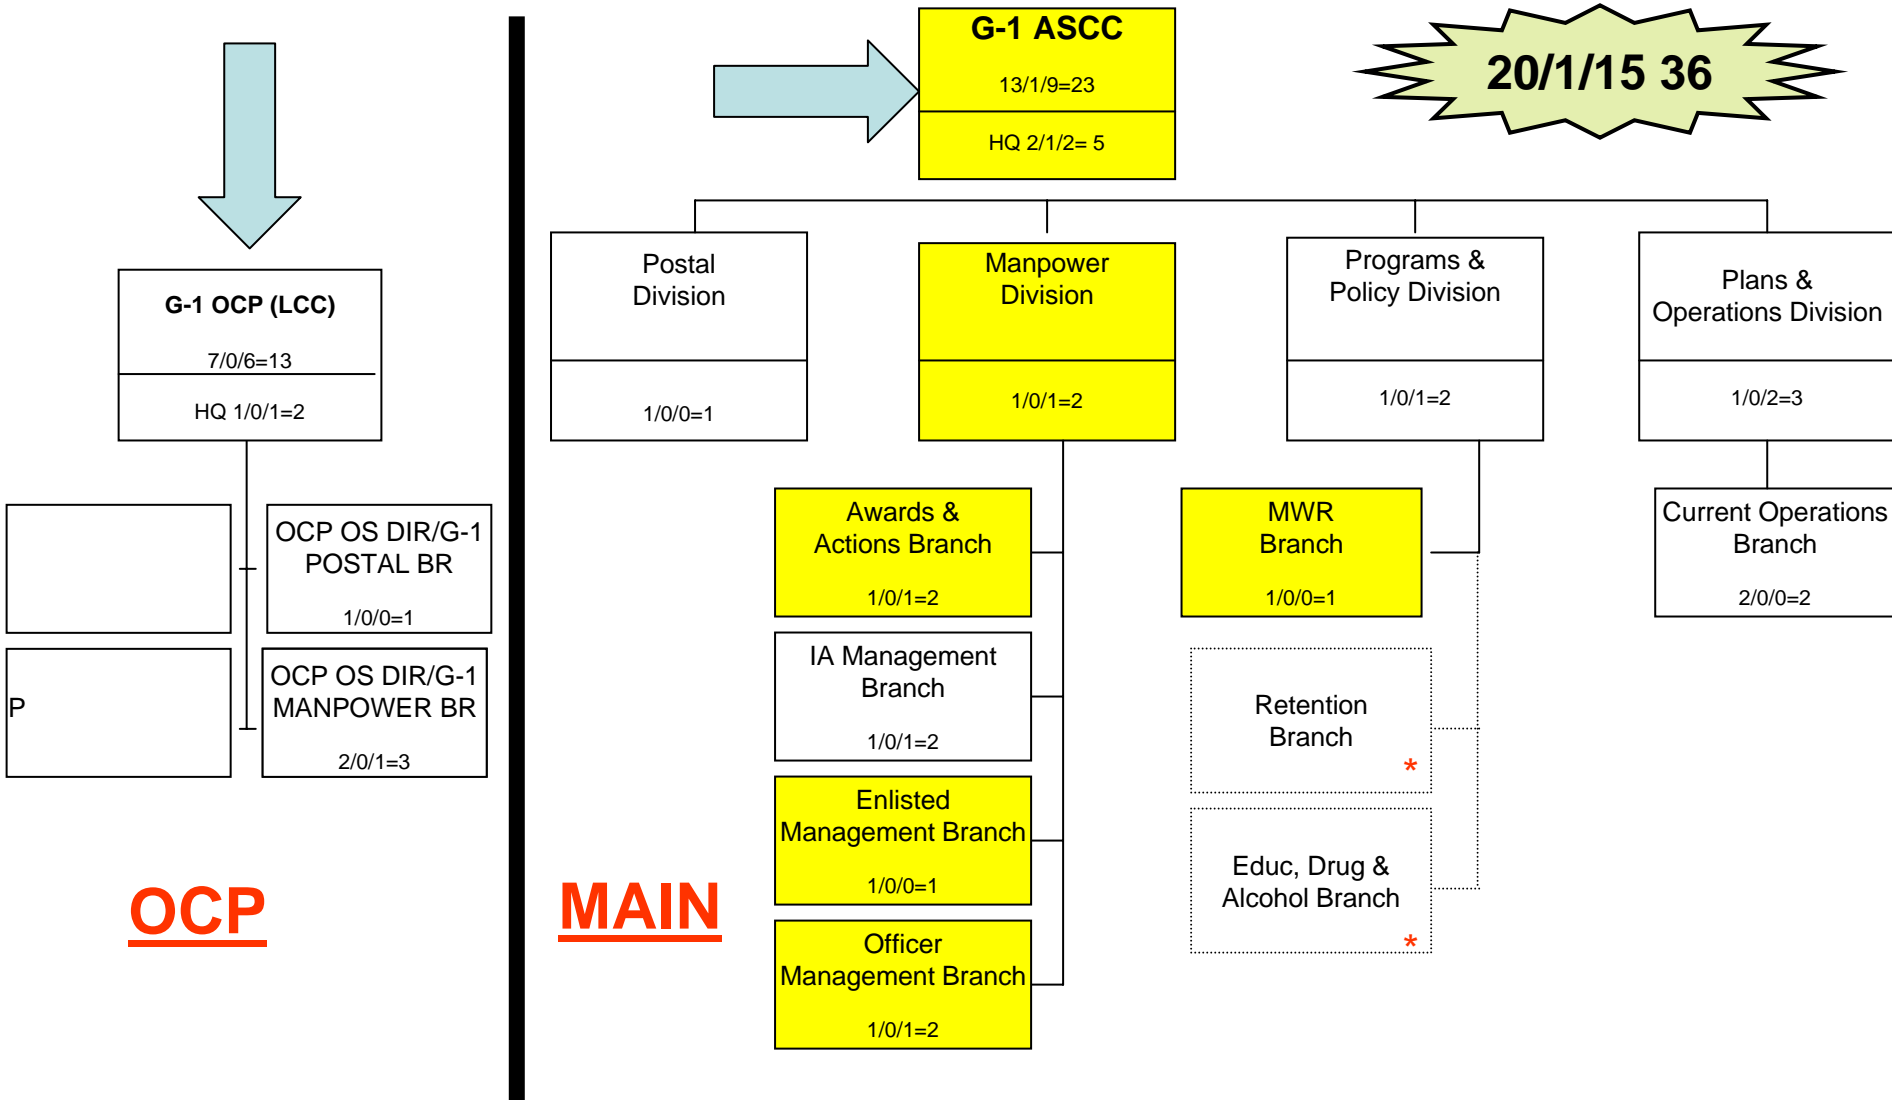 G-1 ASCC
13/1/9=23
HQ 2/1/2= 5
20/1/15 36
G-1 OCP (LCC)
7/0/6=13
HQ 1/0/1=2
OCP OS DIR/G-1
POSTAL BR
1/0/0=1
P
OCP OS DIR/G-1
MANPOWER BR
2/0/1=3
OCP
Postal
Division
1/0/0=1
Manpower
Division
1/0/1=2
Programs &
Policy Division
1/0/1=2
Plans &
Operations Division
1/0/2=3
Awards &
Actions Branch
1/0/1=2
IA Management
Branch
1/0/1=2
Enlisted
Management Branch
1/0/0=1
Officer
Management Branch
1/0/1=2
MWR
Branch
1/0/0=1
Retention
Branch
*
Educ, Drug &
Alcohol Branch
*
Current Operations
Branch
2/0/0=2
MAIN